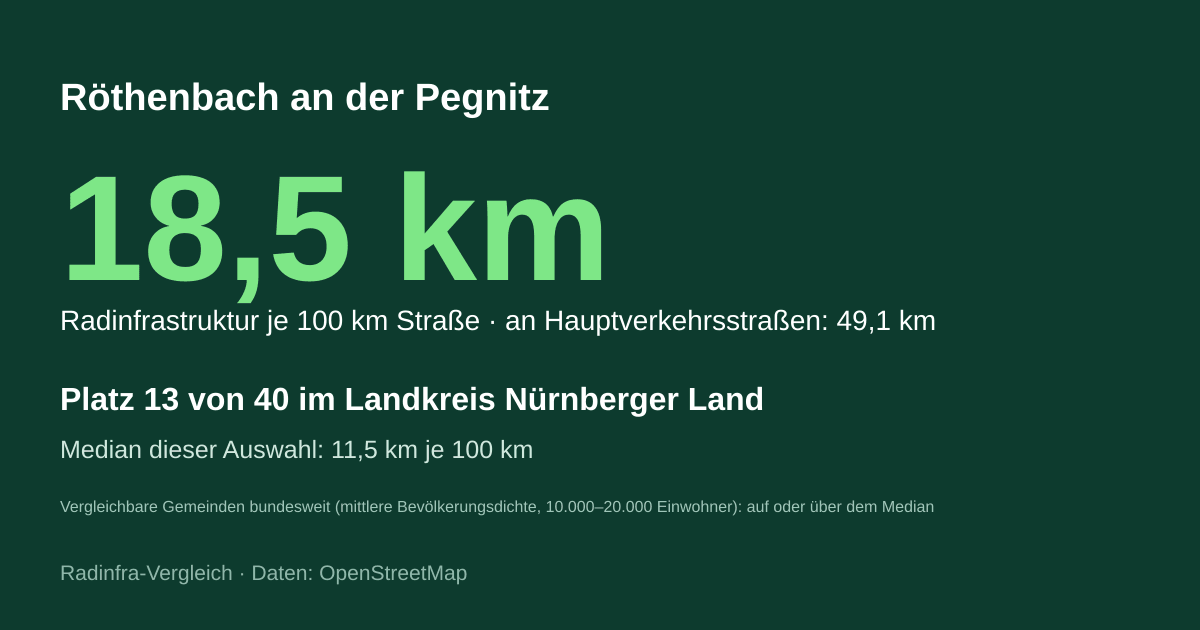 Röthenbach an der Pegnitz
18,5 km
Radinfrastruktur je 100 km Straße · an Hauptverkehrsstraßen: 49,1 km
Platz 13 von 40 im Landkreis Nürnberger Land
Median dieser Auswahl: 11,5 km je 100 km
Vergleichbare Gemeinden bundesweit (mittlere Bevölkerungsdichte, 10.000–20.000 Einwohner): auf oder über dem Median
Radinfra-Vergleich · Daten: OpenStreetMap